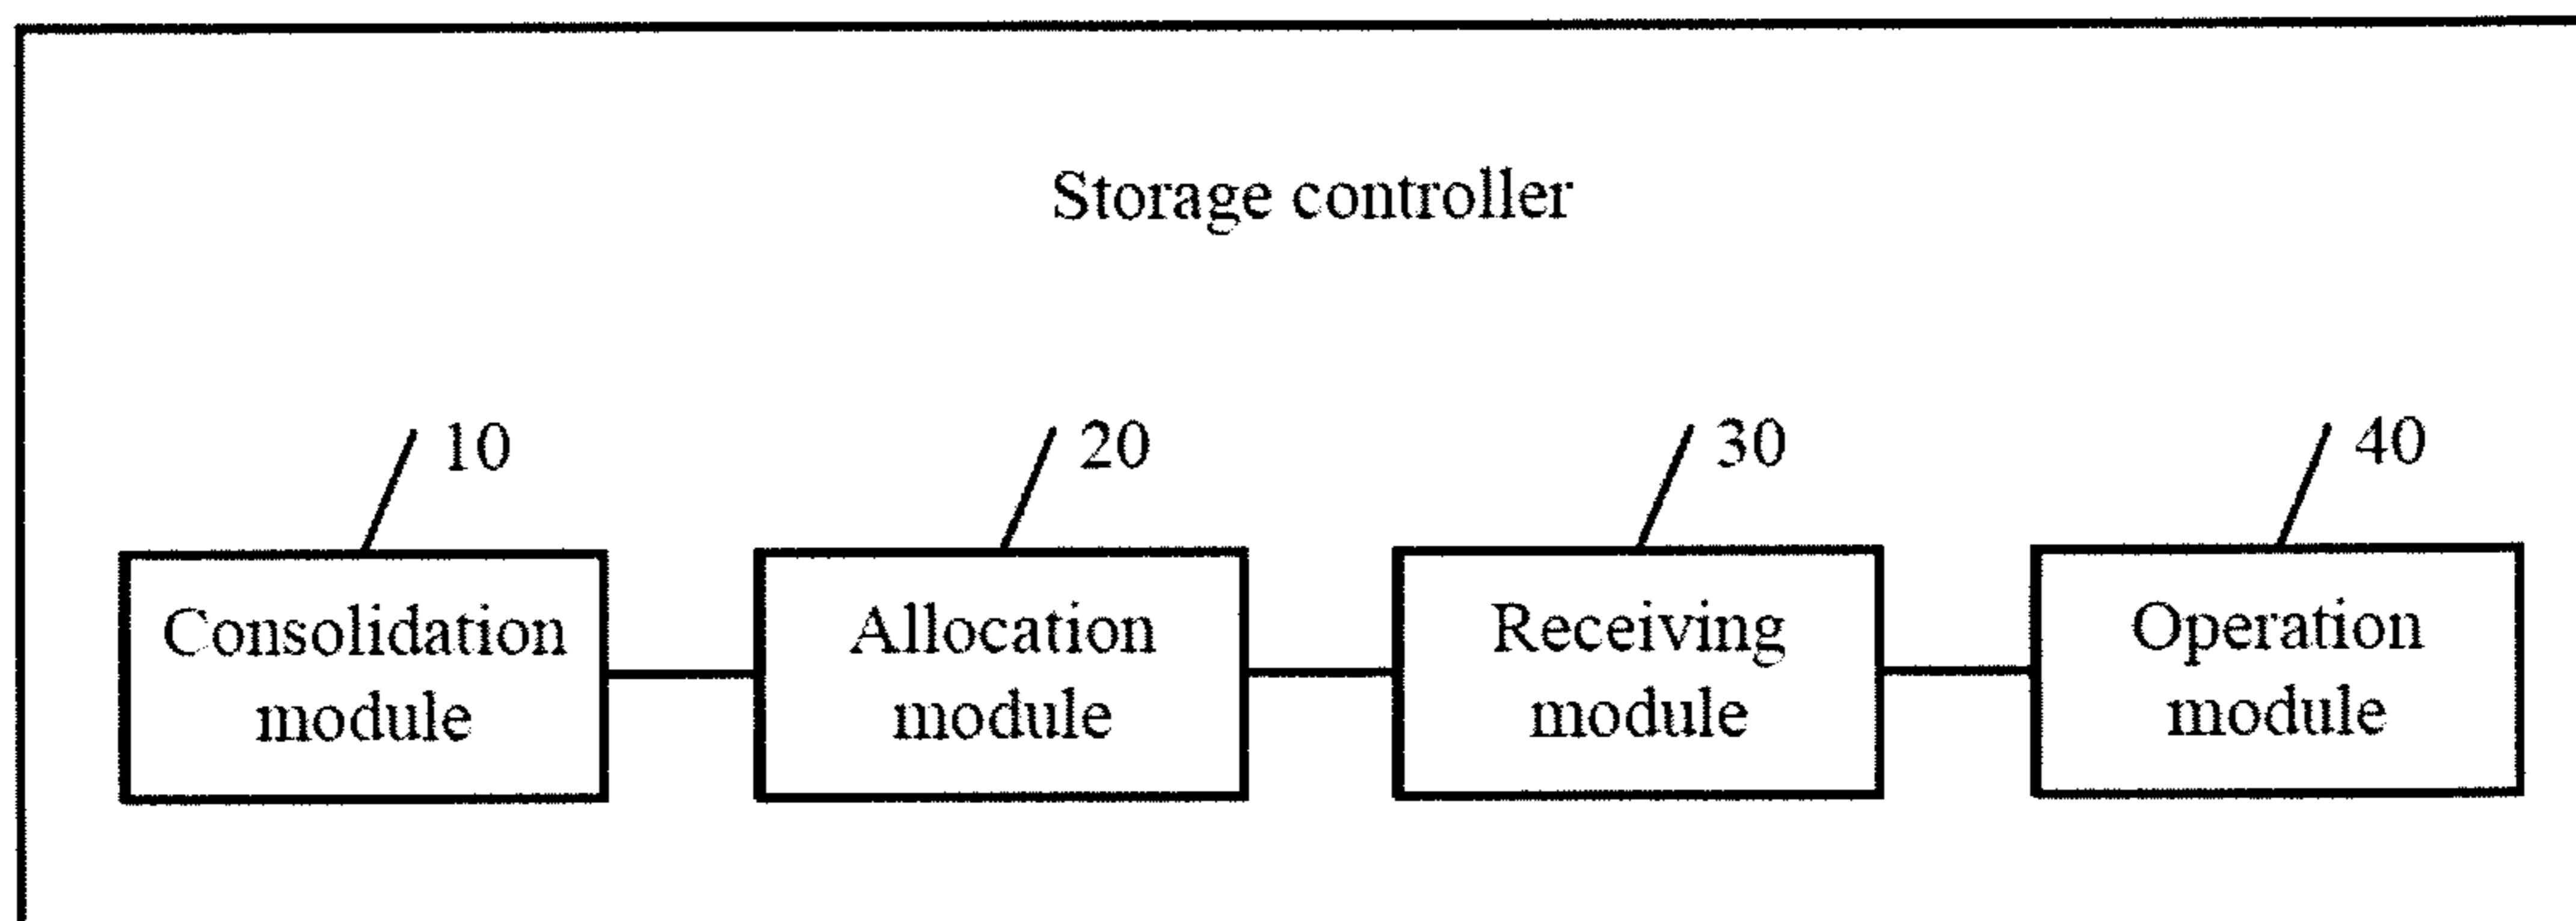 Storage controller
10
20
30
40
Consolidation
module
Allocation
module
Receiving
module
Operation
module